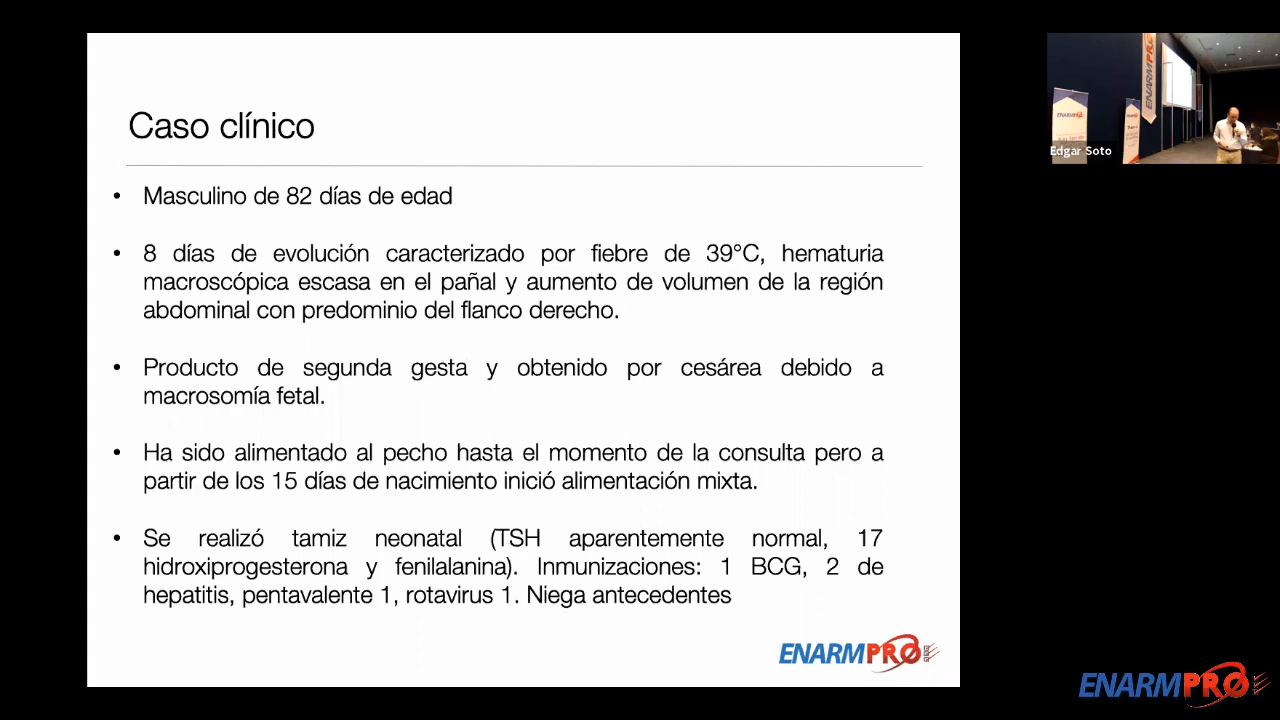 Caso clínico
• Masculino de 82 días de edad
• 8 días de evolución caracterizado por fiebre de 39°C, hematuria
macroscópica escasa en el pañal y aumento de volumen de la región
abdominal con predominio del flanco derecho.
• Producto de segunda gesta y obtenido por cesárea debido a
macrosomía fetal.
• Ha sido alimentado al pecho hasta el momento de la consulta pero a
partir de los 15 días de nacimiento inició alimentación mixta.
• Se realizó tamiz neonatal (TSH aparentemente normal, 17
hidroxiprogesterona y fenilalanina). Inmunizaciones: 1 BCG, 2 de
hepatitis, pentavalente 1, rotavirus 1. Niega antecedentes
ENARMPRO
ENARMPRO
ENARMPRO
Edgar Soto
ENARMPRO